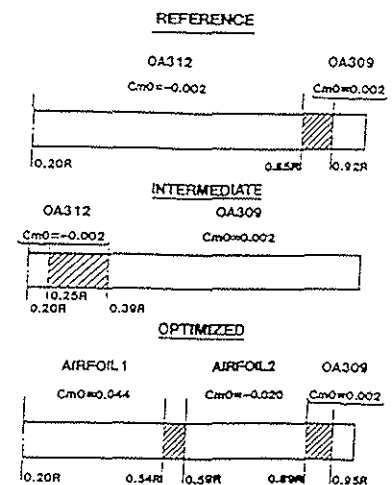 REFERENCE
OA312 OA309
Cm0=-0.002 Cm0=0.002
0.20R 0.85R 0.92R
INTERMEDIATE
OA312 OA309
Cm0=-0.002 Cm0=0.002
0.25R
0.20R 0.39R
OPTIMIZED
AIRFOIL1 AIRFOIL2 OA309
Cm0=0.044 Cm0=-0.020 Cm0=0.002
0.20R 0.54R 0.59R 0.89R 0.95R